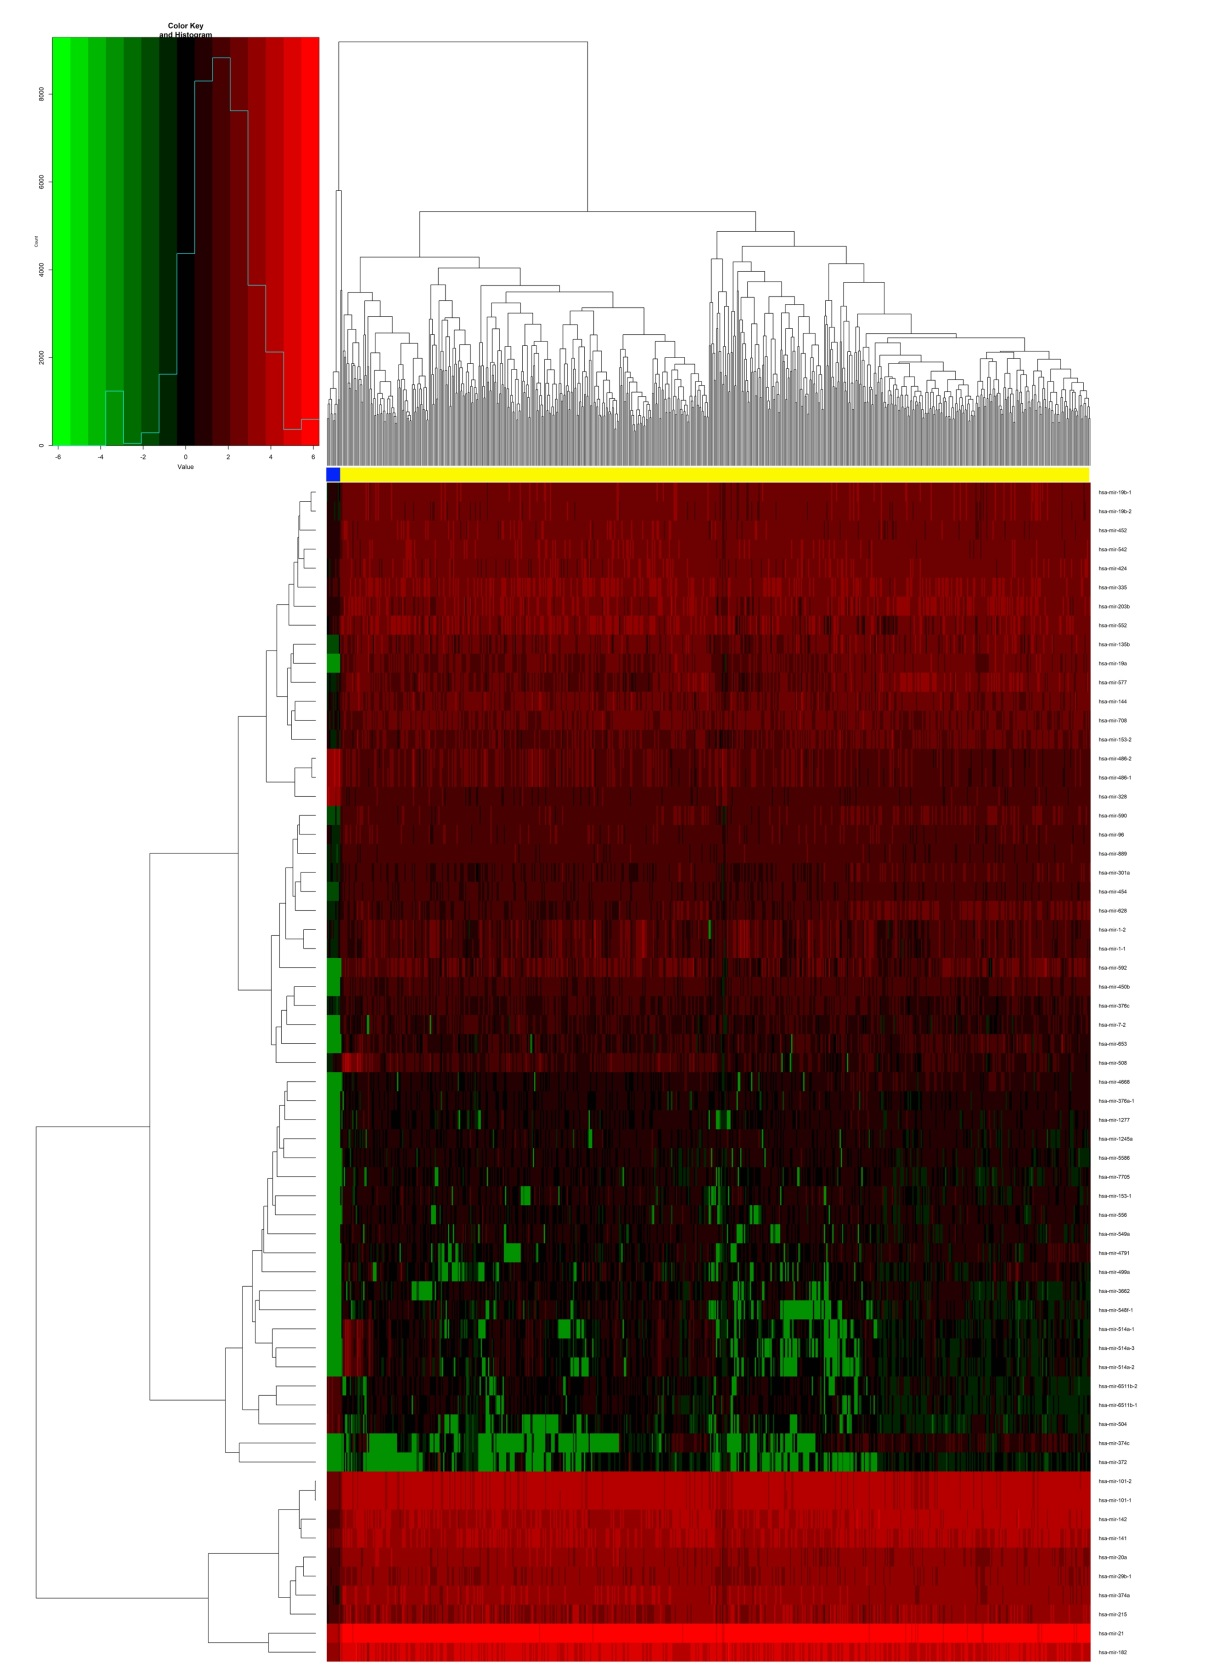 Color Key
and Histogram
8000
6000
4000
2000
0
Count
-6 -4 -2 0 2 4 6
Value
hsa-mir-19b-1
hsa-mir-19b-2
hsa-mir-452
hsa-mir-542
hsa-mir-424
hsa-mir-335
hsa-mir-203b
hsa-mir-552
hsa-mir-135b
hsa-mir-19a
hsa-mir-577
hsa-mir-144
hsa-mir-708
hsa-mir-153-2
hsa-mir-486-2
hsa-mir-486-1
hsa-mir-328
hsa-mir-590
hsa-mir-96
hsa-mir-889
hsa-mir-301a
hsa-mir-454
hsa-mir-628
hsa-mir-1-2
hsa-mir-1-1
hsa-mir-592
hsa-mir-450b
hsa-mir-376c
hsa-mir-7-2
hsa-mir-653
hsa-mir-508
hsa-mir-4668
hsa-mir-376a-1
hsa-mir-1277
hsa-mir-1245a
hsa-mir-5586
hsa-mir-7705
hsa-mir-153-1
hsa-mir-556
hsa-mir-549a
hsa-mir-4791
hsa-mir-499a
hsa-mir-3662
hsa-mir-548f-1
hsa-mir-514a-1
hsa-mir-514a-3
hsa-mir-514a-2
hsa-mir-6511b-2
hsa-mir-6511b-1
hsa-mir-504
hsa-mir-374c
hsa-mir-372
hsa-mir-101-2
hsa-mir-101-1
hsa-mir-142
hsa-mir-141
hsa-mir-20a
hsa-mir-29b-1
hsa-mir-374a
hsa-mir-215
hsa-mir-21
hsa-mir-192